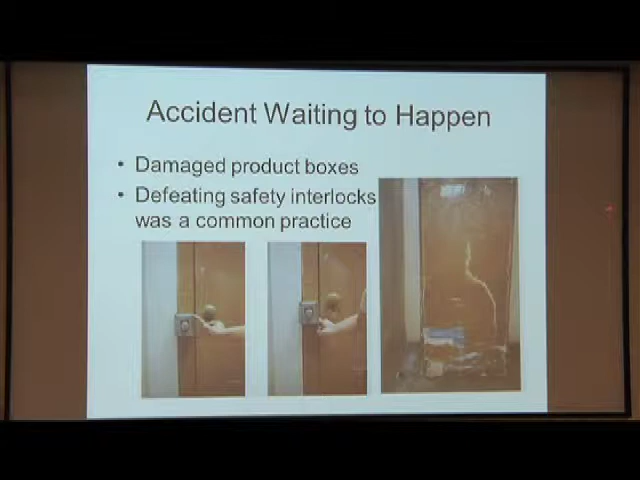 Accident Waiting to Happen
• Damaged product boxes
• Defeating safety interlocks
was a common practice